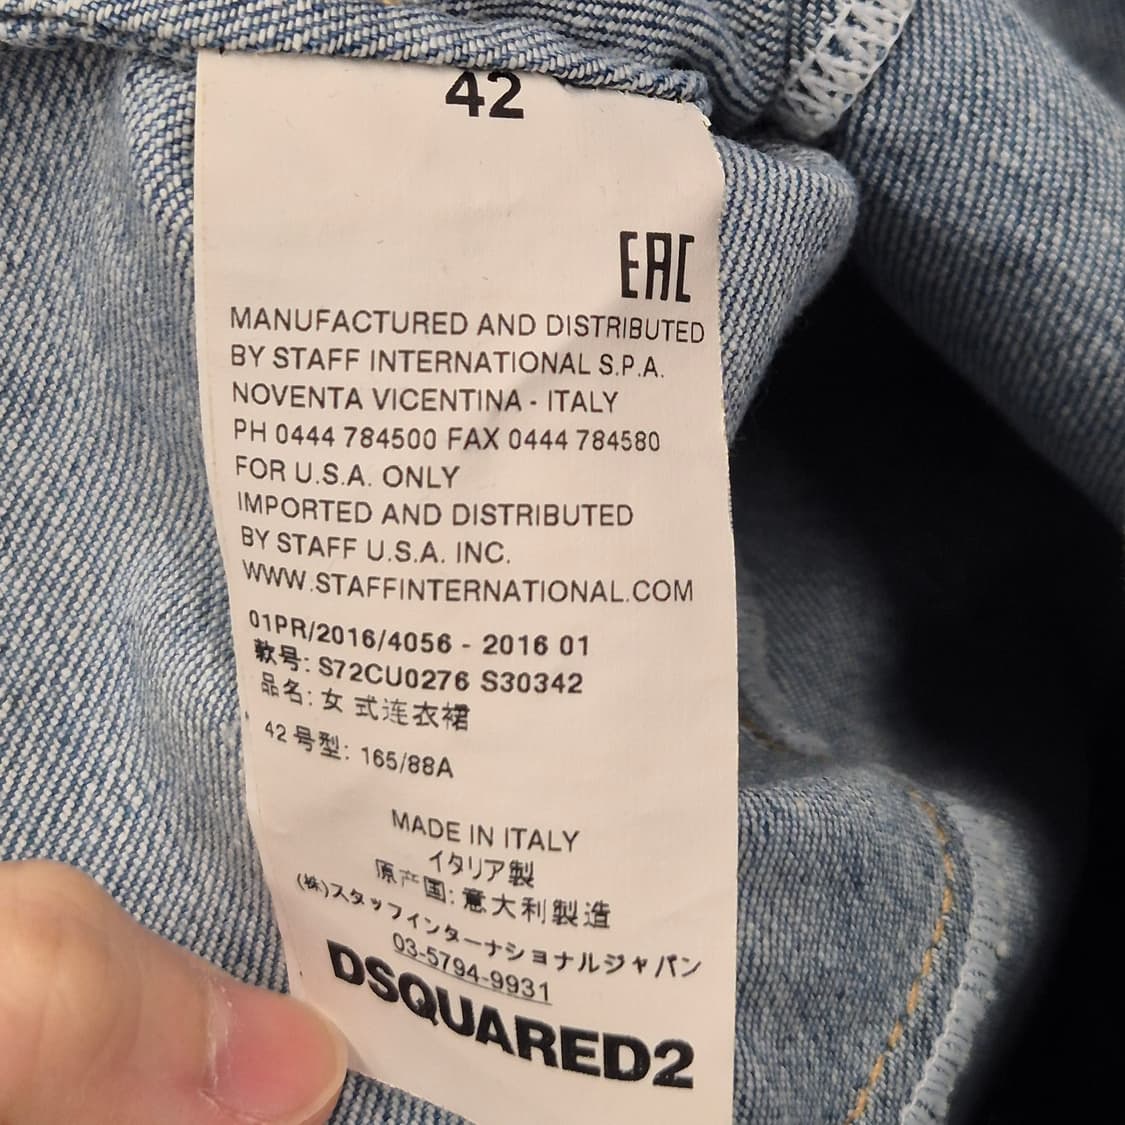 42
EAC
MANUFACTURED AND DISTRIBUTED
BY STAFF INTERNATIONAL S.P.A.
NOVENTA VICENTINA - ITALY
PH 0444 784500 FAX 0444 784580
FOR U.S.A. ONLY
IMPORTED AND DISTRIBUTED
BY STAFF U.S.A. INC.
WWW.STAFFINTERNATIONAL.COM
01PR/2016/4056 - 2016 01
款号: S72CU0276 S30342
品名: 女 式连衣裙
42 号型: 165/88A
MADE IN ITALY
イタリア製
原产国: 意大利製造
(株)スタッフインターナショナルジャパン
03-5794-9931
DSQUARED2